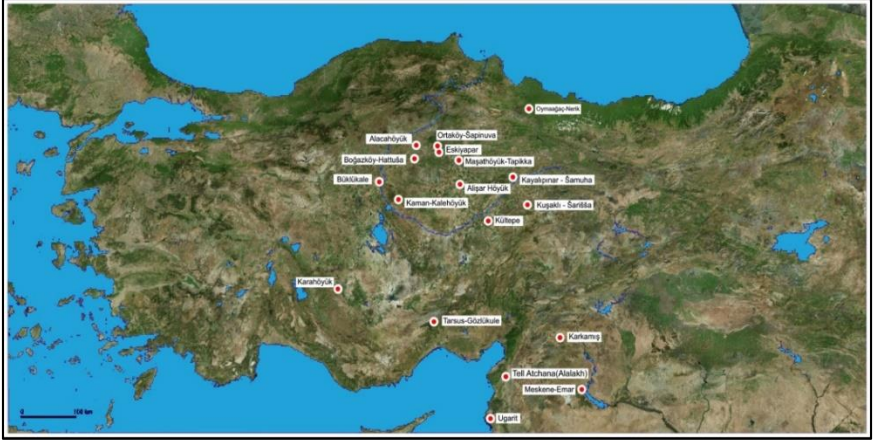 Oymaağaç-Nerik
Alacahöyük
Ortaköy-Šapinuva
Eskiyapar
Boğazköy-Hattuša
Maşathöyük-Tapikka
Büklükale
Kayalıpınar - Šamuha
Alişar Höyük
Kaman-Kalehöyük
Kuşaklı - Šarišša
Kültepe
Karahöyük
Tarsus-Gözlükule
Karkamış
Tell Atchana(Alalakh)
Meskene-Emar
Ugarit
0 100 km